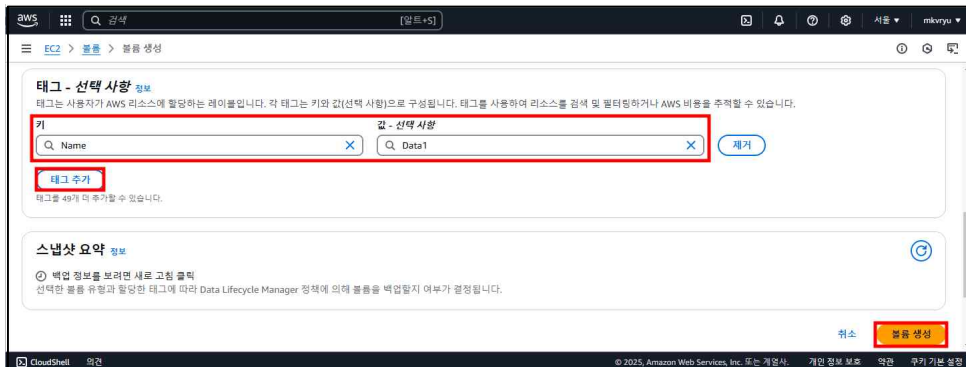 aws 검색 [알트+S] 서울 mkvryu
EC2 > 볼륨 > 볼륨 생성
태그 - 선택 사항 정보
태그는 사용자가 AWS 리소스에 할당하는 레이블입니다. 각 태그는 키와 값(선택 사항)으로 구성됩니다. 태그를 사용하여 리소스를 검색 및 필터링하거나 AWS 비용을 추적할 수 있습니다.
키 값 - 선택 사항
Name Data1 제거
태그 추가
태그를 49개 더 추가할 수 있습니다.
스냅샷 요약 정보
백업 정보를 보려면 새로 고침 클릭
선택한 볼륨 유형과 할당한 태그에 따라 Data Lifecycle Manager 정책에 의해 볼륨을 백업할지 여부가 결정됩니다.
취소 볼륨 생성
CloudShell 의견 © 2025, Amazon Web Services, Inc. 또는 계열사. 개인 정보 보호 약관 쿠키 기본 설정